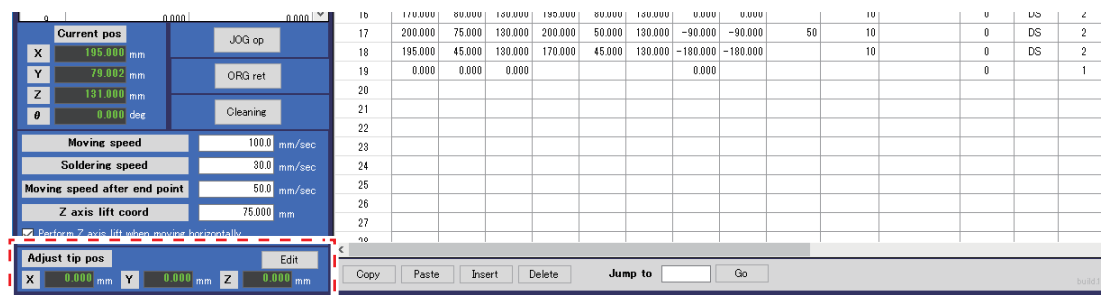 9 0.000 0.000
Current pos
X 195.000 mm
Y 79.002 mm
Z 131.000 mm
θ 0.000 deg
JOG op
ORG ret
Cleaning
Moving speed 100.0 mm/sec
Soldering speed 30.0 mm/sec
Moving speed after end point 50.0 mm/sec
Z axis lift coord 75.000 mm
Perform Z axis lift when moving horizontally
Adjust tip pos Edit
X 0.000 mm Y 0.000 mm Z 0.000 mm
16 170.000 80.000 130.000 195.000 80.000 130.000 0.000 0.000 10 0 DS 2
17 200.000 75.000 130.000 200.000 50.000 130.000 -90.000 -90.000 50 10 0 DS 2
18 195.000 45.000 130.000 170.000 45.000 130.000 -180.000 -180.000 10 0 DS 2
19 0.000 0.000 0.000 0.000 0 1
20
21
22
23
24
25
26
27
28
Copy Paste Insert Delete Jump to Go
build1